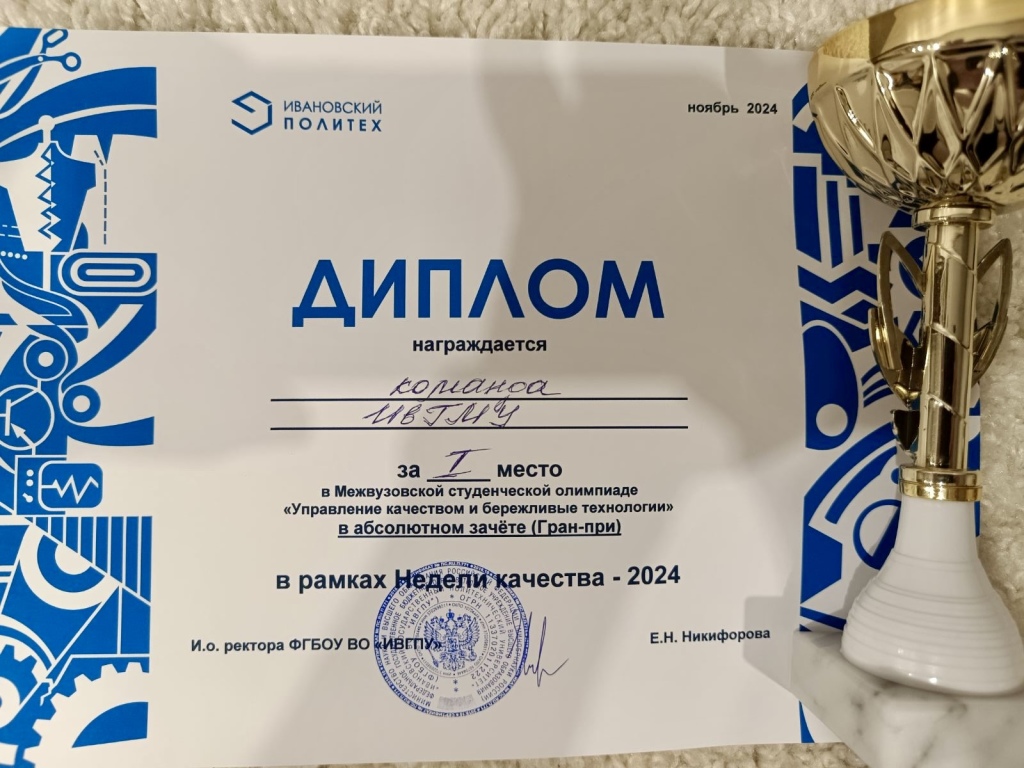 ИВАНОВСКИЙ
ПОЛИТЕХ
ноябрь 2024
ДИПЛОМ
награждается
команда
ИвГМУ
за I место
в Межвузовской студенческой олимпиаде
«Управление качеством и бережливые технологии»
в абсолютном зачёте (Гран-при)
в рамках Недели качества - 2024
И.о. ректора ФГБОУ ВО «ИВГПУ»
Е.Н. Никифорова